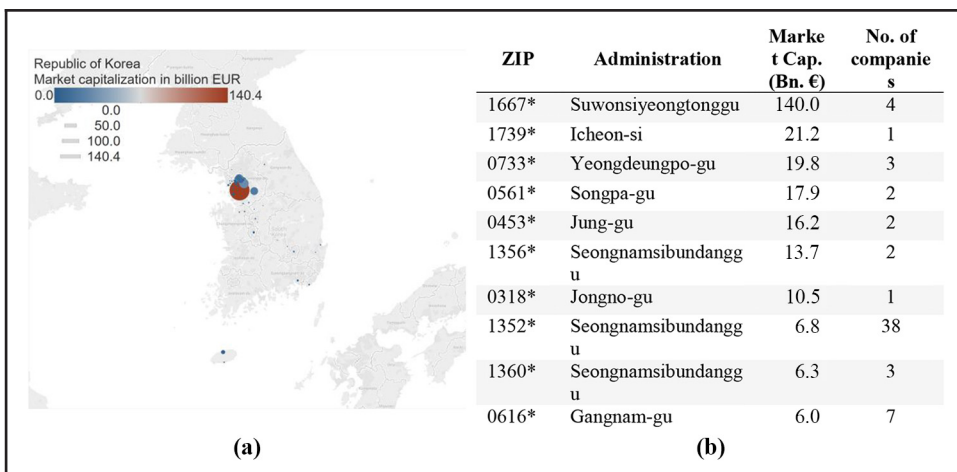 Republic of Korea
Market capitalization in billion EUR
0.0 140.4
0.0
50.0
100.0
140.4
(a)
ZIP Administration Marke
t Cap.
(Bn. €) No. of
companie
s
1667* Suwonsiyeongtonggu 140.0 4
1739* Icheon-si 21.2 1
0733* Yeongdeungpo-gu 19.8 3
0561* Songpa-gu 17.9 2
0453* Jung-gu 16.2 2
1356* Seongnamsibundangg
u 13.7 2
0318* Jongno-gu 10.5 1
1352* Seongnamsibundangg
u 6.8 38
1360* Seongnamsibundangg
u 6.3 3
0616* Gangnam-gu 6.0 7
(b)